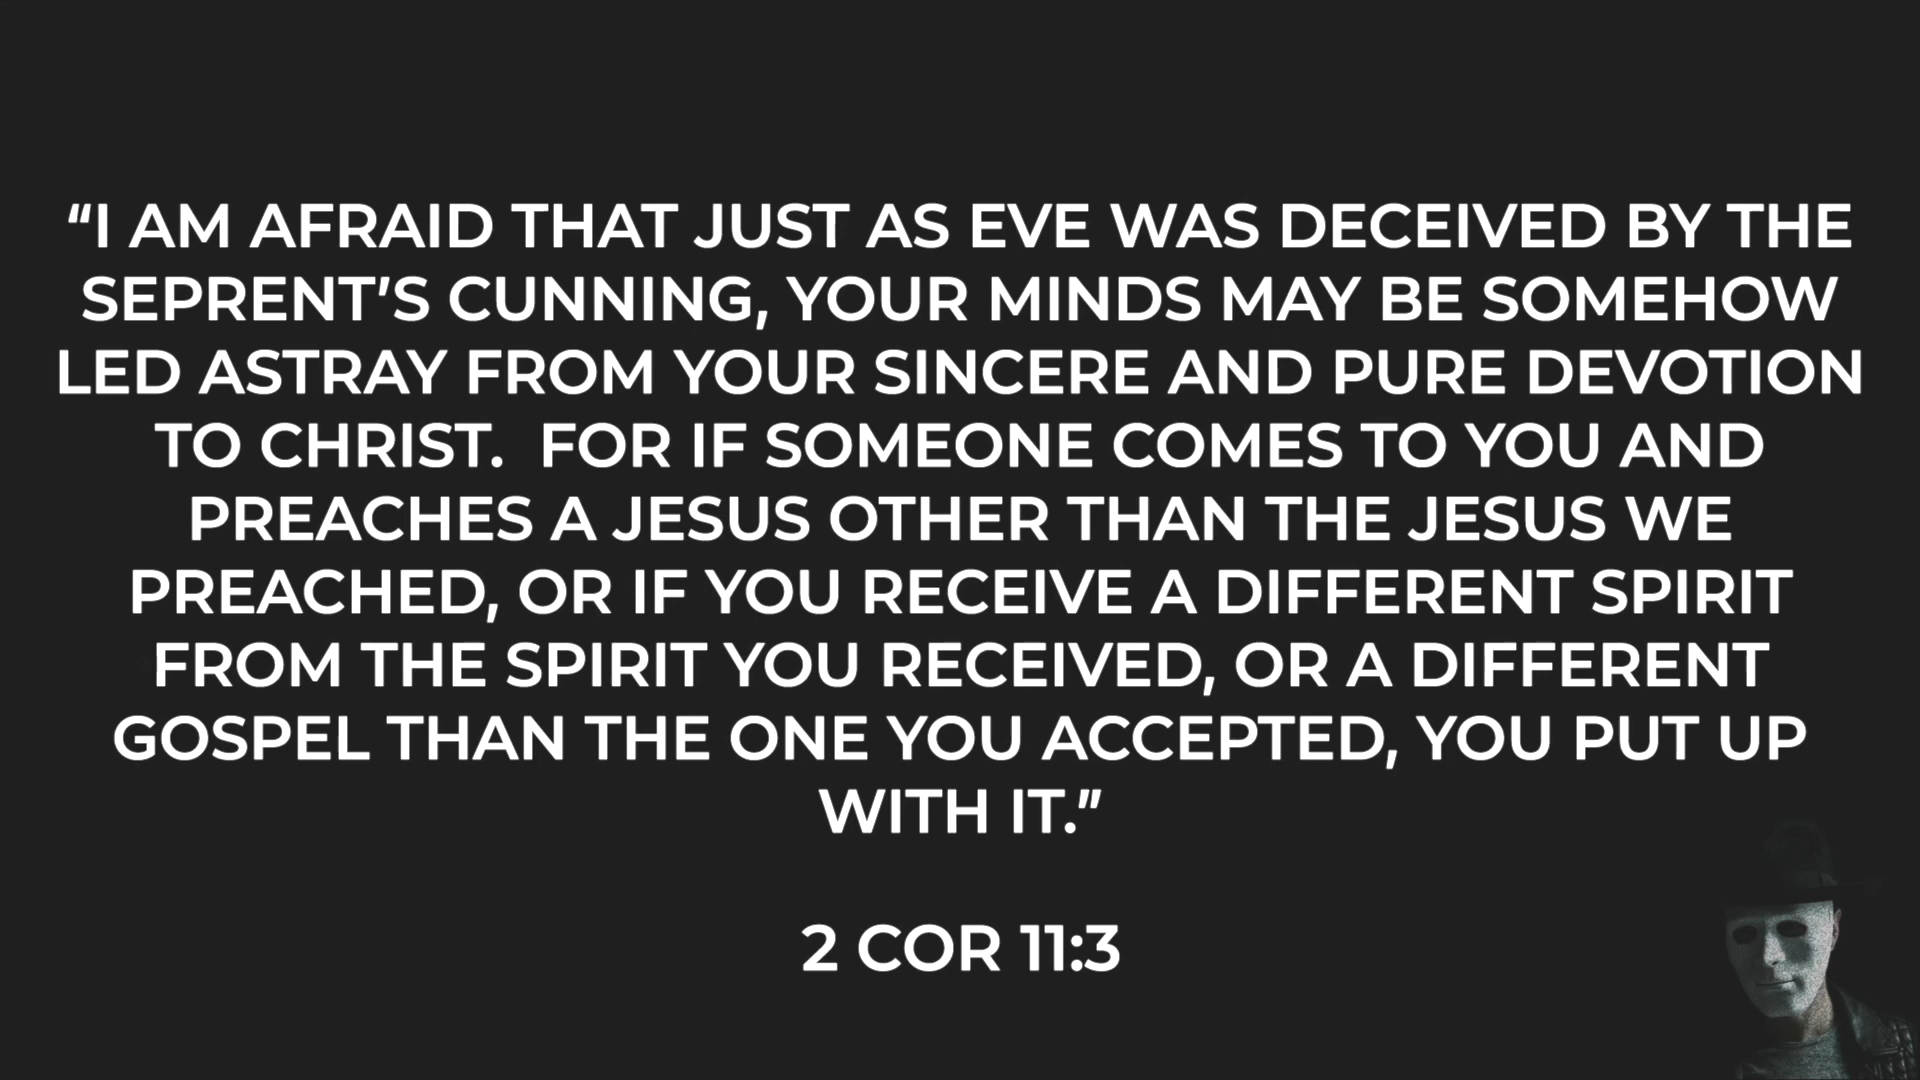 “I AM AFRAID THAT JUST AS EVE WAS DECEIVED BY THE
SEPRENT’S CUNNING, YOUR MINDS MAY BE SOMEHOW
LED ASTRAY FROM YOUR SINCERE AND PURE DEVOTION
TO CHRIST.  FOR IF SOMEONE COMES TO YOU AND
PREACHES A JESUS OTHER THAN THE JESUS WE
PREACHED, OR IF YOU RECEIVE A DIFFERENT SPIRIT
FROM THE SPIRIT YOU RECEIVED, OR A DIFFERENT
GOSPEL THAN THE ONE YOU ACCEPTED, YOU PUT UP
WITH IT.”
2 COR 11:3